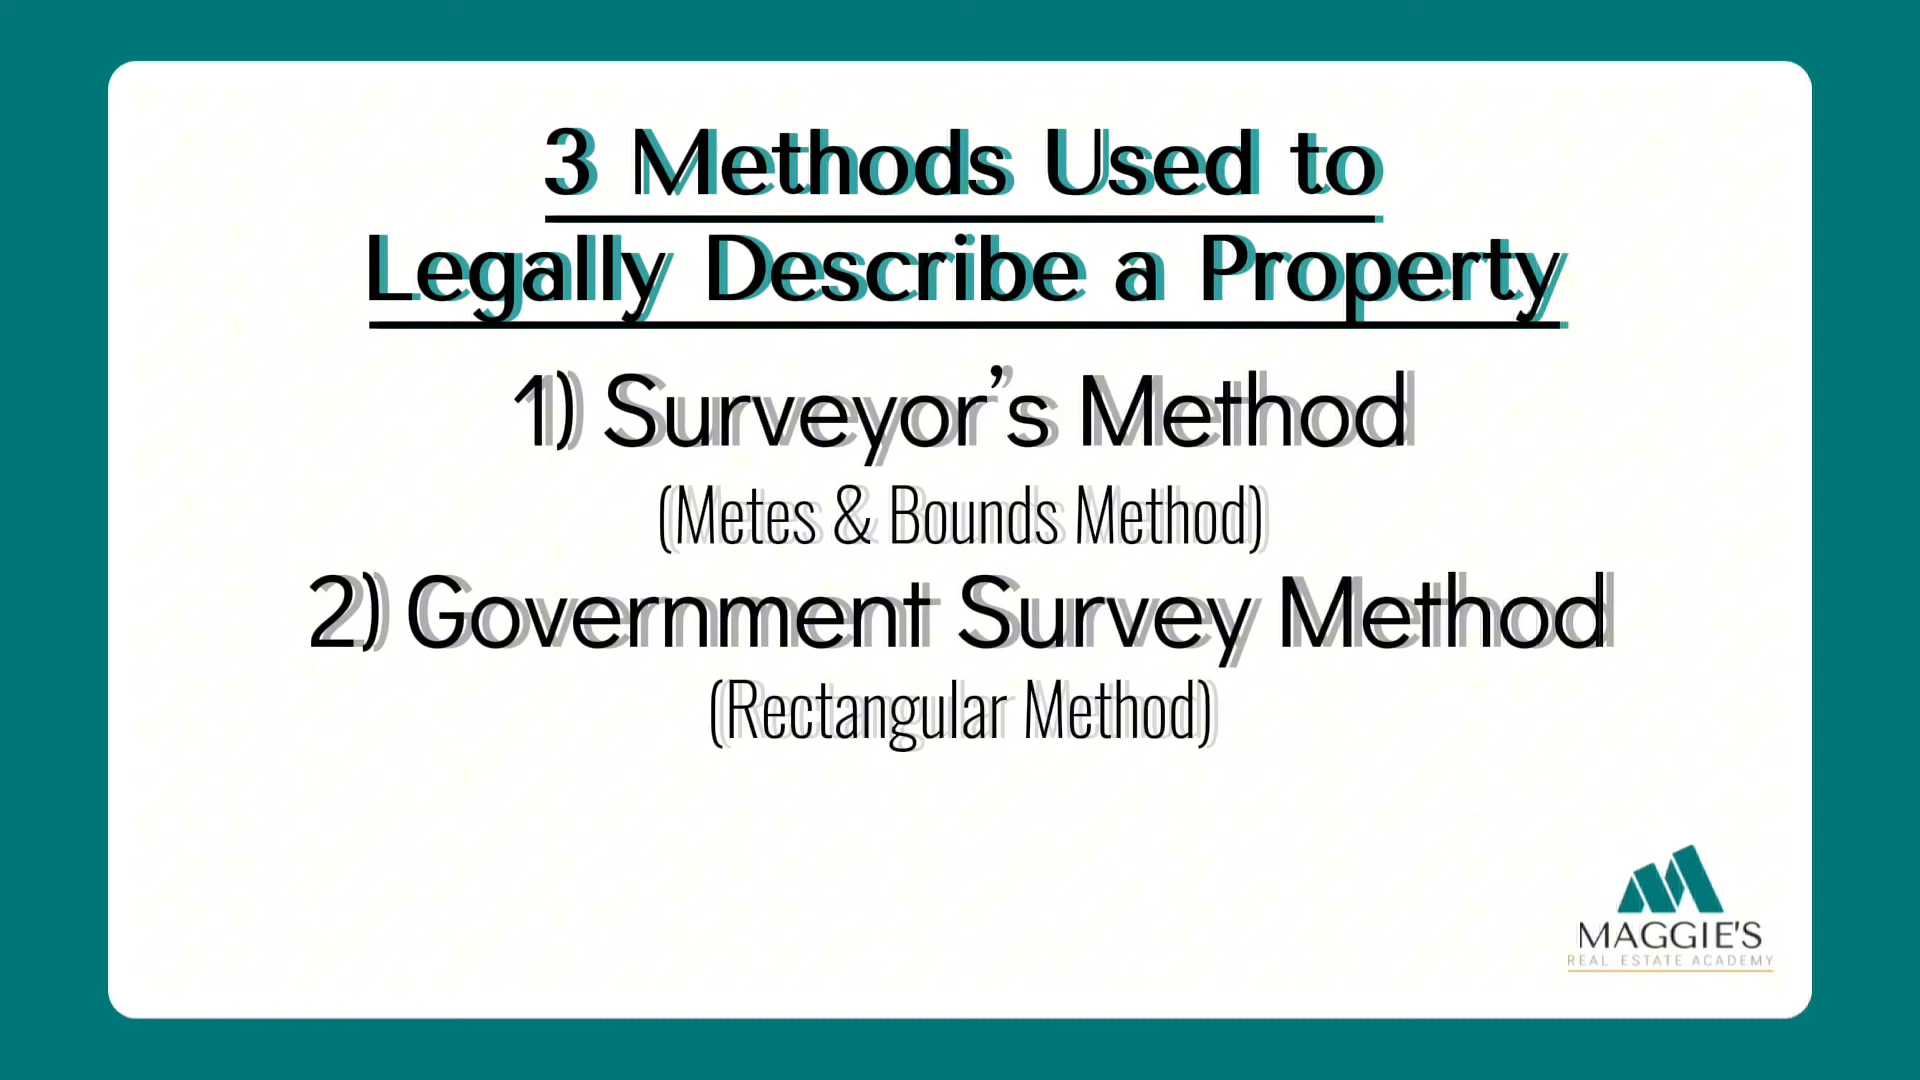 3 Methods Used to
Legally Describe a Property
1) Surveyor’s Method
(Metes & Bounds Method)
2) Government Survey Method
(Rectangular Method)
MAGGIE'S
REAL ESTATE ACADEMY